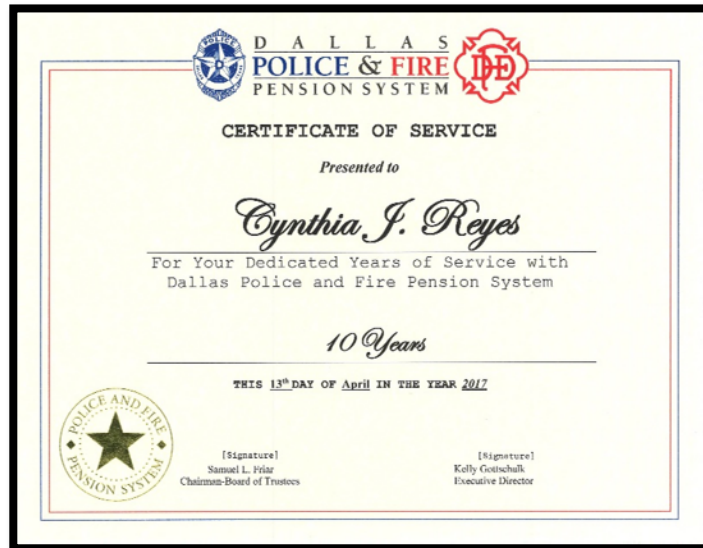 DALLAS
POLICE & FIRE
PENSION SYSTEM
POLICE
DFD
CERTIFICATE OF SERVICE
Presented to
Cynthia J. Reyes
For Your Dedicated Years of Service with
Dallas Police and Fire Pension System
10 Years
THIS 13th DAY OF April IN THE YEAR 2017
POLICE AND FIRE
PENSION SYSTEM
[Signature]
Samuel L. Friar
Chairman-Board of Trustees
[Signature]
Kelly Gottschalk
Executive Director